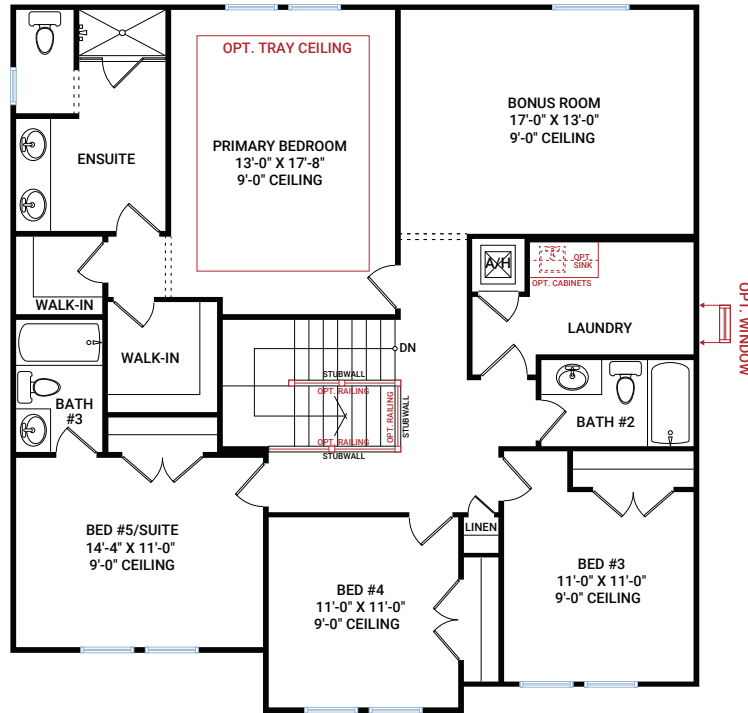 OPT. TRAY CEILING
PRIMARY BEDROOM
13'-0" X 17'-8"
9'-0" CEILING
BONUS ROOM
17'-0" X 13'-0"
9'-0" CEILING
ENSUITE
WALK-IN
WALK-IN
A/H
OPT.
SINK
OPT. CABINETS
LAUNDRY
OPT. WINDOW
DN
STUBWALL
OPT. RAILING
OPT. RAILING
STUBWALL
OPT. RAILING
STUBWALL
BATH
#3
BATH #2
BED #5/SUITE
14'-4" X 11'-0"
9'-0" CEILING
LINEN
BED #4
11'-0" X 11'-0"
9'-0" CEILING
BED #3
11'-0" X 11'-0"
9'-0" CEILING